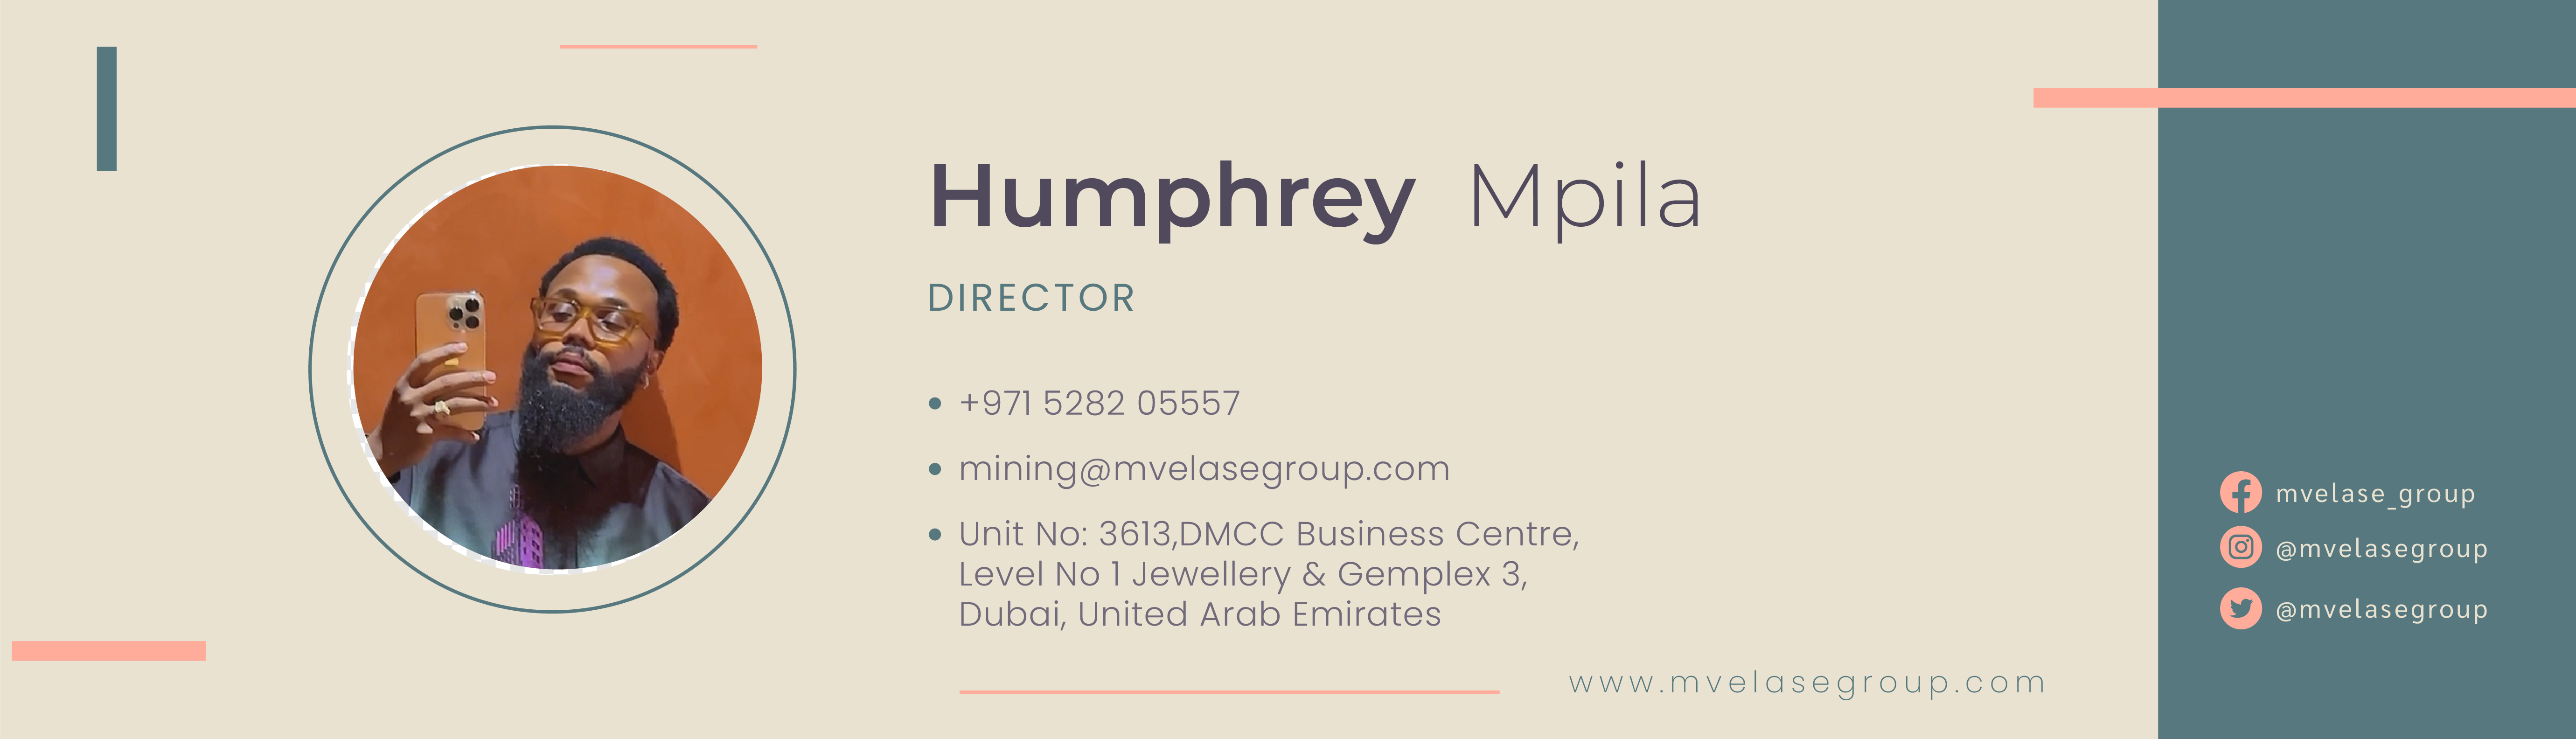 Humphrey Mpila
DIRECTOR
+971 5282 05557
mining@mvelasegroup.com
Unit No: 3613,DMCC Business Centre,
Level No 1 Jewellery & Gemplex 3,
Dubai, United Arab Emirates
www.mvelasegroup.com
mvelase_group
@mvelasegroup
@mvelasegroup